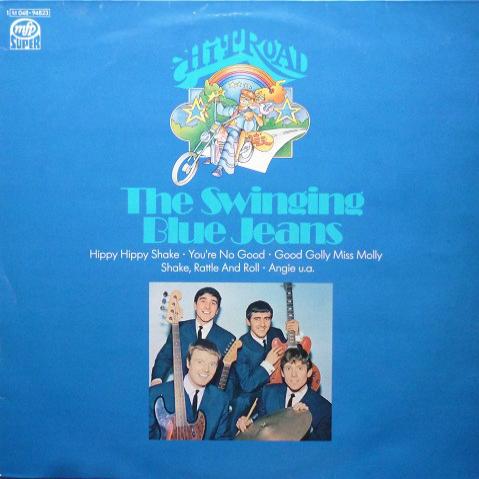 1M 048-94823
mfp
SUPER
HIT ROAD
The Swinging
Blue Jeans
Hippy Hippy Shake · You're No Good · Good Golly Miss Molly
Shake, Rattle And Roll · Angie u.a.